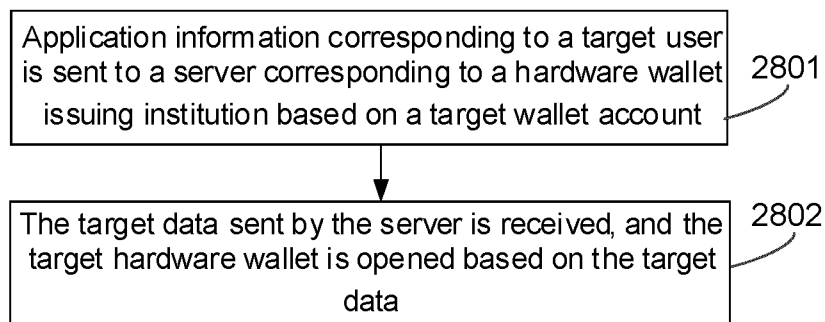 Application information corresponding to a target user
is sent to a server corresponding to a hardware wallet
issuing institution based on a target wallet account
2801
The target data sent by the server is received, and the
target hardware wallet is opened based on the target
data
2802